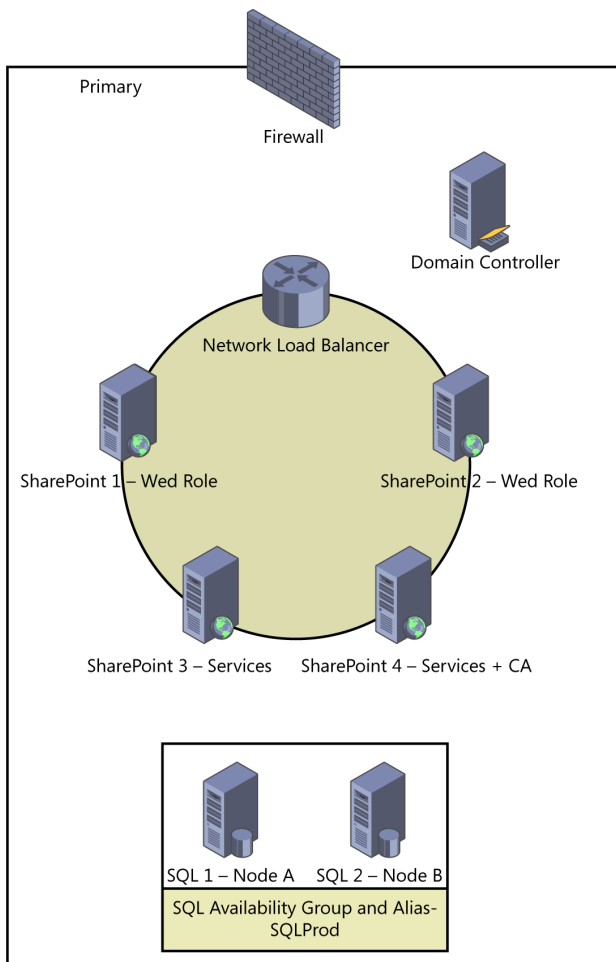 Primary
Firewall
Domain Controller
Network Load Balancer
SharePoint 1 – Wed Role
SharePoint 2 – Wed Role
SharePoint 3 – Services
SharePoint 4 – Services + CA
SQL 1 – Node A
SQL 2 – Node B
SQL Availability Group and Alias-
SQLProd